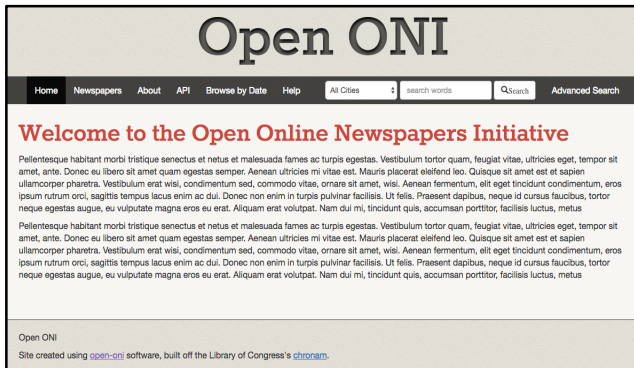 Open ONI
Home Newspapers About API Browse by Date Help All Cities search words Search Advanced Search
Welcome to the Open Online Newspapers Initiative
Pellentesque habitant morbi tristique senectus et netus et malesuada fames ac turpis egestas. Vestibulum tortor quam, feugiat vitae, ultricies eget, tempor sit
amet, ante. Donec eu libero sit amet quam egestas semper. Aenean ultricies mi vitae est. Mauris placerat eleifend leo. Quisque sit amet est et sapien
ullamcorper pharetra. Vestibulum erat wisi, condimentum sed, commodo vitae, ornare sit amet, wisi. Aenean fermentum, elit eget tincidunt condimentum, eros
ipsum rutrum orci, sagittis tempus lacus enim ac dui. Donec non enim in turpis pulvinar facilisis. Ut felis. Praesent dapibus, neque id cursus faucibus, tortor
neque egestas augue, eu vulputate magna eros eu erat. Aliquam erat volutpat. Nam dui mi, tincidunt quis, accumsan porttitor, facilisis luctus, metus
Pellentesque habitant morbi tristique senectus et netus et malesuada fames ac turpis egestas. Vestibulum tortor quam, feugiat vitae, ultricies eget, tempor sit
amet, ante. Donec eu libero sit amet quam egestas semper. Aenean ultricies mi vitae est. Mauris placerat eleifend leo. Quisque sit amet est et sapien
ullamcorper pharetra. Vestibulum erat wisi, condimentum sed, commodo vitae, ornare sit amet, wisi. Aenean fermentum, elit eget tincidunt condimentum, eros
ipsum rutrum orci, sagittis tempus lacus enim ac dui. Donec non enim in turpis pulvinar facilisis. Ut felis. Praesent dapibus, neque id cursus faucibus, tortor
neque egestas augue, eu vulputate magna eros eu erat. Aliquam erat volutpat. Nam dui mi, tincidunt quis, accumsan porttitor, facilisis luctus, metus
Open ONI
Site created using open-oni software, built off the Library of Congress's chronam.